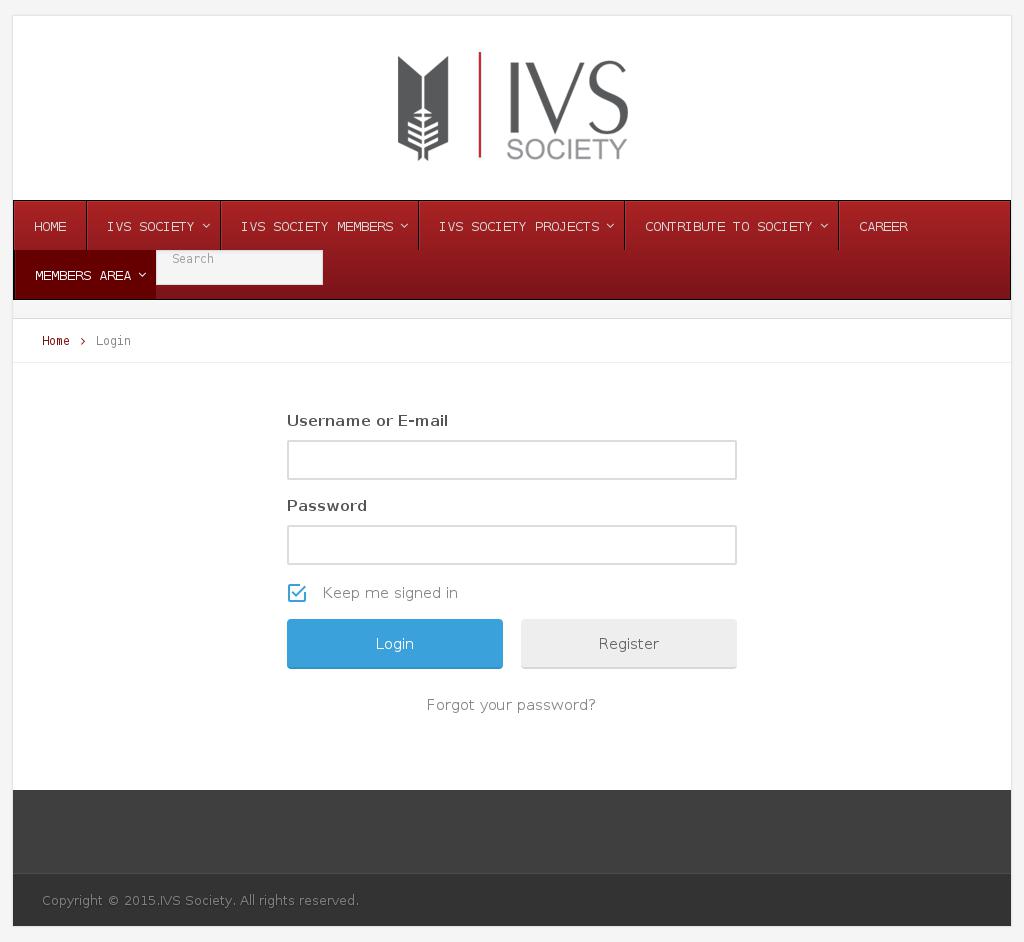 IVS
SOCIETY
HOME
IVS SOCIETY
IVS SOCIETY MEMBERS
IVS SOCIETY PROJECTS
CONTRIBUTE TO SOCIETY
CAREER
MEMBERS AREA
Search
Home > Login
Username or E-mail
Password
Keep me signed in
Login
Register
Forgot your password?
Copyright © 2015.IVS Society. All rights reserved.